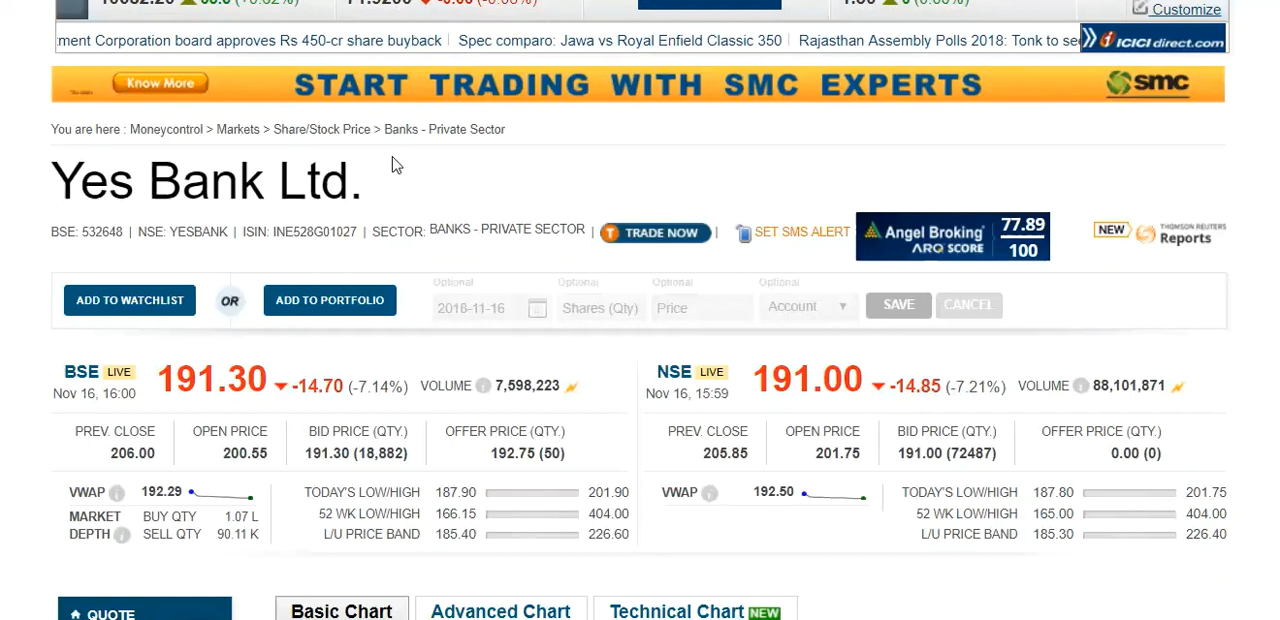 Customize
tment Corporation board approves Rs 450-cr share buyback | Spec comparo: Jawa vs Royal Enfield Classic 350 | Rajasthan Assembly Polls 2018: Tonk to se
ICICI direct.com
Know More START TRADING WITH SMC EXPERTS smc
You are here : Moneycontrol > Markets > Share/Stock Price > Banks - Private Sector
Yes Bank Ltd.
BSE: 532648 | NSE: YESBANK | ISIN: INE528G01027 | SECTOR: BANKS - PRIVATE SECTOR | TRADE NOW | SET SMS ALERT
Angel Broking ARQ SCORE 77.89 100
NEW THOMSON REUTERS Reports
ADD TO WATCHLIST OR ADD TO PORTFOLIO
Optional Optional Optional Optional
2018-11-16 Shares (Qty) Price Account SAVE CANCEL
BSE LIVE 191.30 -14.70 (-7.14%) VOLUME 7,598,223
Nov 16, 16:00
PREV. CLOSE OPEN PRICE BID PRICE (QTY.) OFFER PRICE (QTY.)
206.00 200.55 191.30 (18,882) 192.75 (50)
VWAP 192.29
MARKET DEPTH
BUY QTY 1.07 L
SELL QTY 90.11 K
TODAY'S LOW/HIGH 187.90 201.90
52 WK LOW/HIGH 166.15 404.00
L/U PRICE BAND 185.40 226.60
NSE LIVE 191.00 -14.85 (-7.21%) VOLUME 88,101,871
Nov 16, 15:59
PREV. CLOSE OPEN PRICE BID PRICE (QTY.) OFFER PRICE (QTY.)
205.85 201.75 191.00 (72487) 0.00 (0)
VWAP 192.50
TODAY'S LOW/HIGH 187.80 201.75
52 WK LOW/HIGH 165.00 404.00
L/U PRICE BAND 185.30 226.40
QUOTE
Basic Chart Advanced Chart Technical Chart NEW